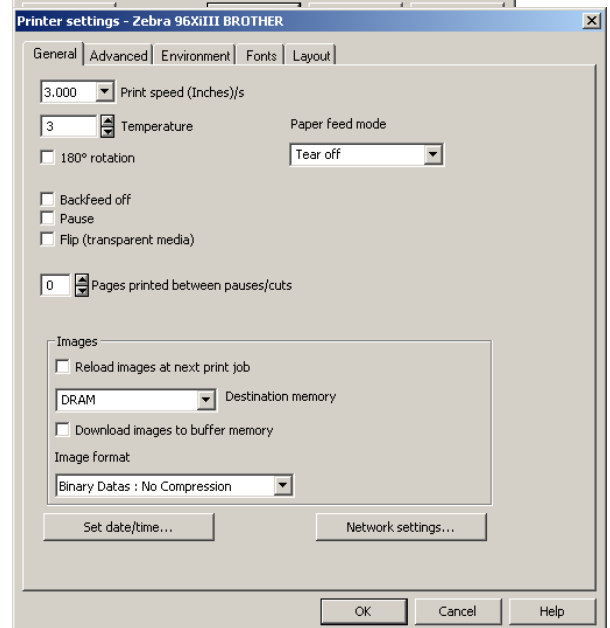 Printer settings - Zebra 96XiIII BROTHER
General Advanced Environment Fonts Layout
3.000 Print speed (Inches)/s
3 Temperature
Paper feed mode
180° rotation
Tear off
Backfeed off
Pause
Flip (transparent media)
0 Pages printed between pauses/cuts
Images
Reload images at next print job
DRAM Destination memory
Download images to buffer memory
Image format
Binary Datas : No Compression
Set date/time... Network settings...
OK Cancel Help